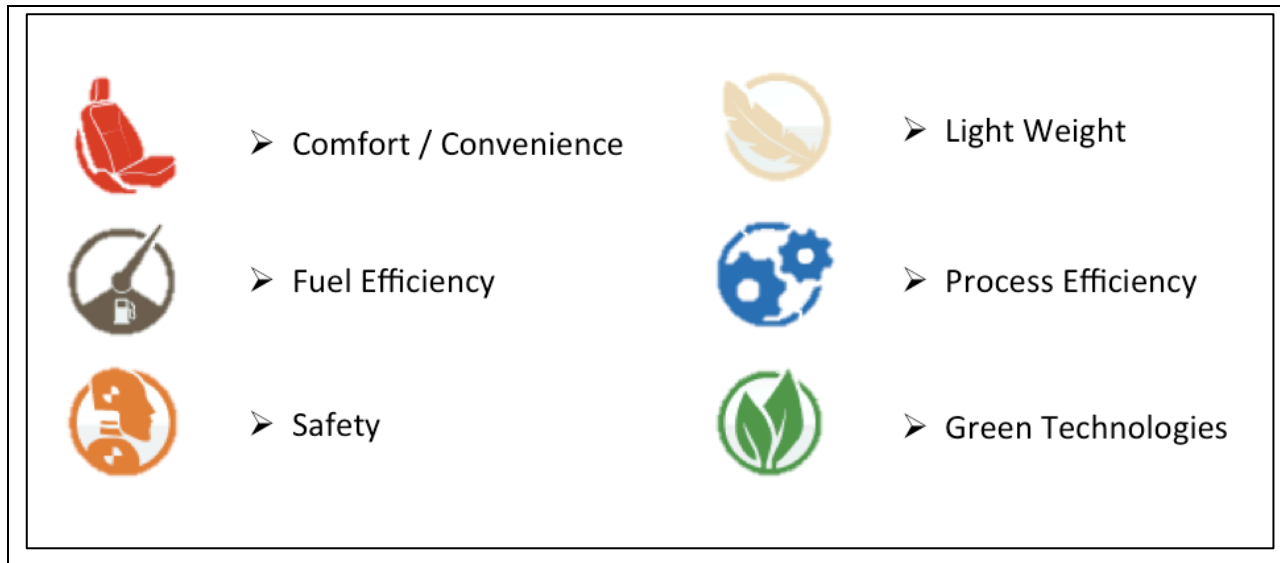 ➢ Comfort / Convenience
➢ Fuel Efficiency
➢ Safety
➢ Light Weight
➢ Process Efficiency
➢ Green Technologies